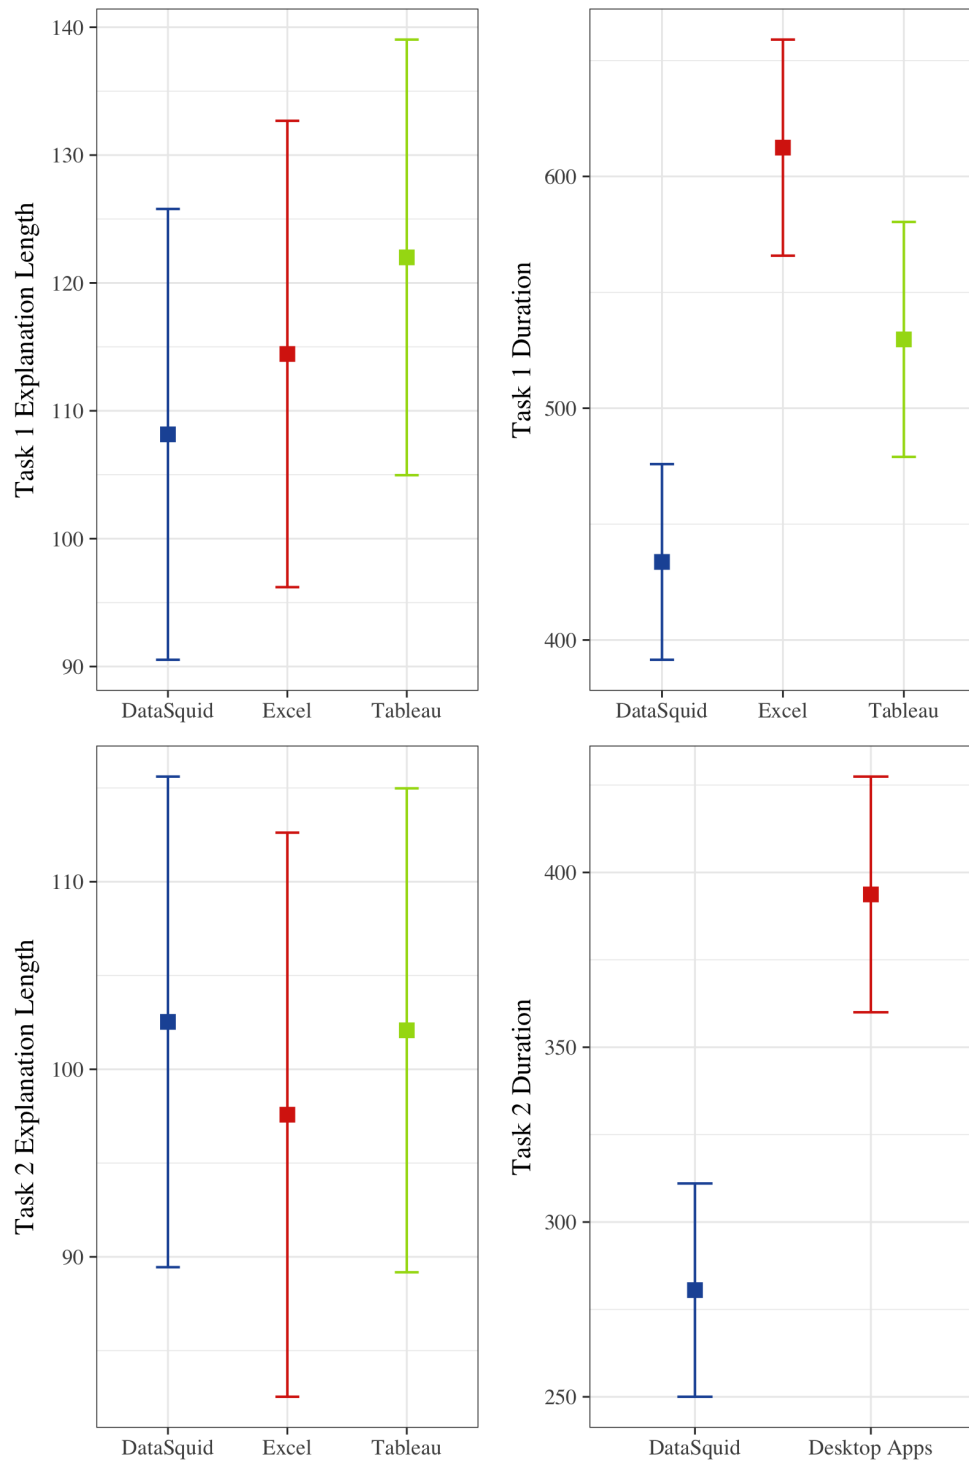 Task 1 Explanation Length
140
130
120
110
100
90
DataSquid Excel Tableau
Task 1 Duration
600
500
400
DataSquid Excel Tableau
Task 2 Explanation Length
110
100
90
DataSquid Excel Tableau
Task 2 Duration
400
350
300
250
DataSquid Desktop Apps